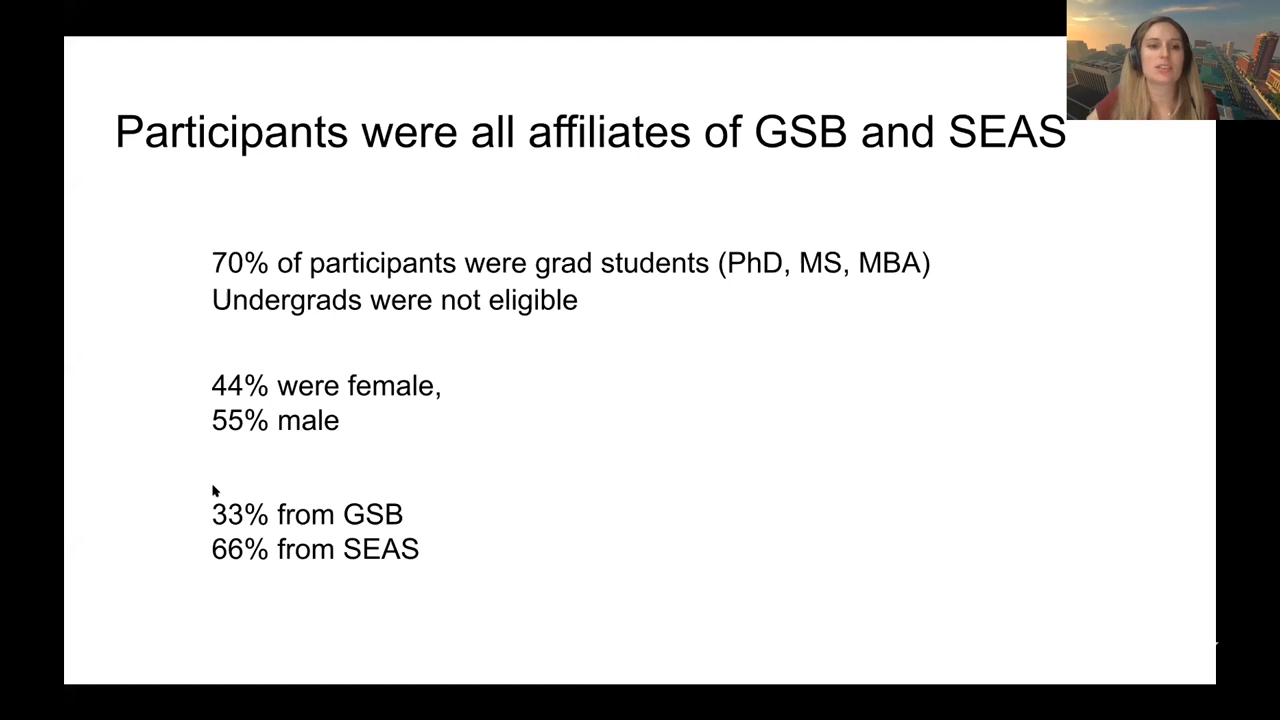 Participants were all affiliates of GSB and SEAS
70% of participants were grad students (PhD, MS, MBA)
Undergrads were not eligible
44% were female,
55% male
33% from GSB
66% from SEAS